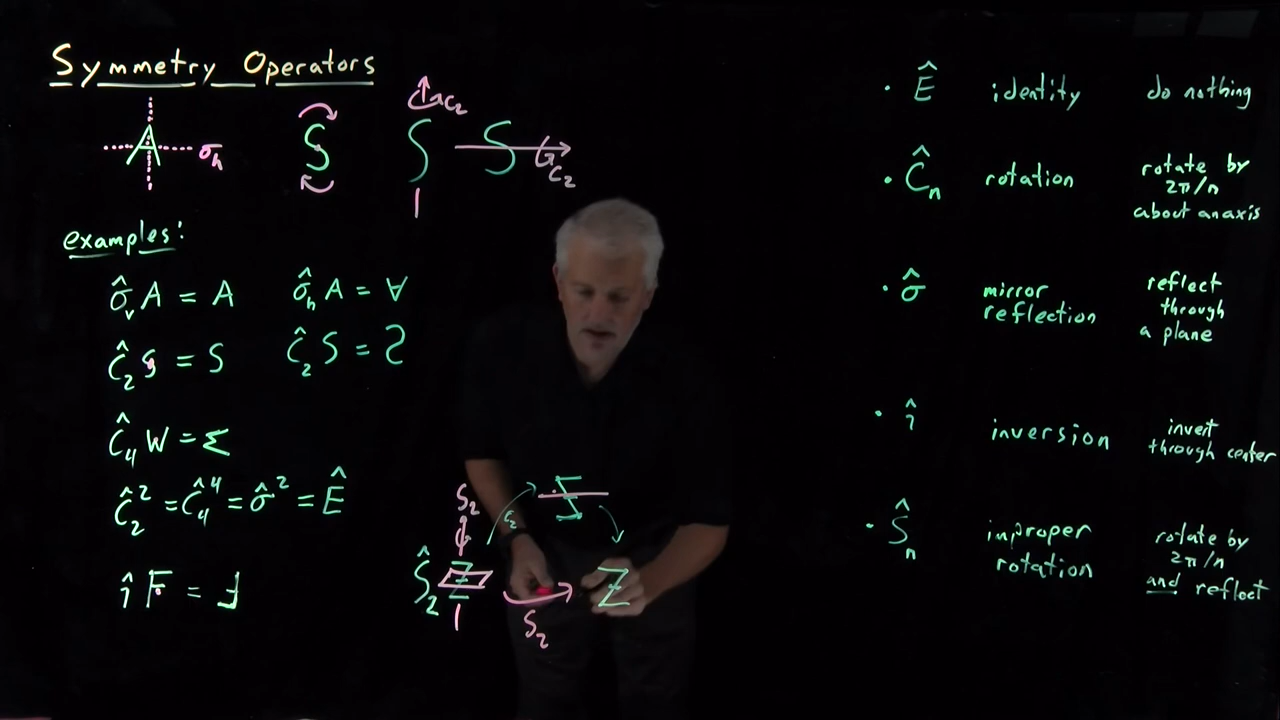 Symmetry Operators
C₂
A σₕ S S S C₂
examples:
σ̂ᵥ A = A σ̂ₕ A = ∀
Ĉ₂ S = S Ĉ₂ S = Ƨ
Ĉ₄ W = Σ
Ĉ₂² = Ĉ₄⁴ = σ̂² = Ê
î F = Ⅎ
S₂ C₂
Ŝ₂ Z Z
S₂
· Ê identity do nothing
· Ĉₙ rotation rotate by
2π/n
about an axis
· σ̂ mirror reflection reflect
through
a plane
· î inversion invert
through center
· Ŝₙ improper rotation rotate by
2π/n
and reflect